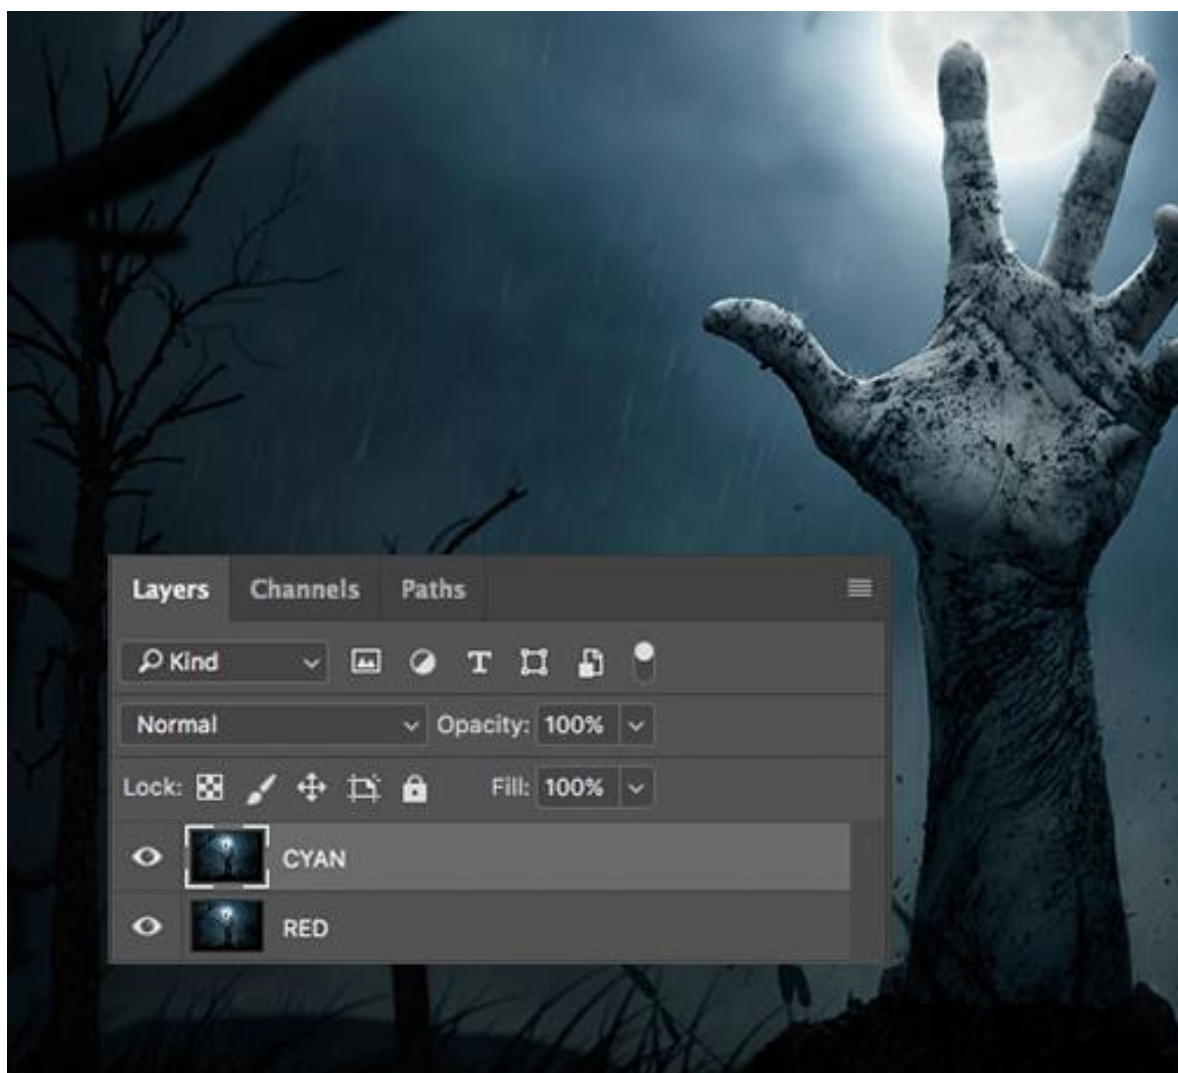 Layers Channels Paths
Kind
Normal Opacity: 100%
Lock: Fill: 100%
CYAN
RED